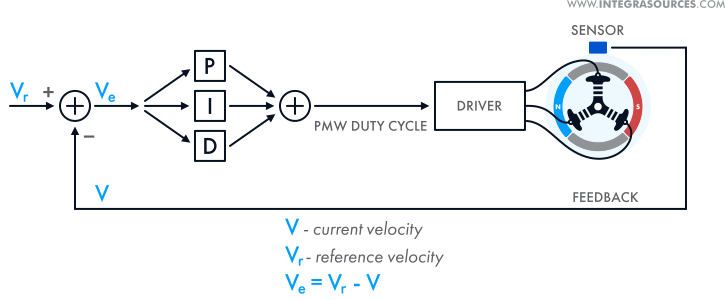 WWW.INTEGRASOURCES.COM
SENSOR
P
Vr + Ve I DRIVER N S
PMW DUTY CYCLE
−
D
V FEEDBACK
V - current velocity
Vr - reference velocity
Ve = Vr - V